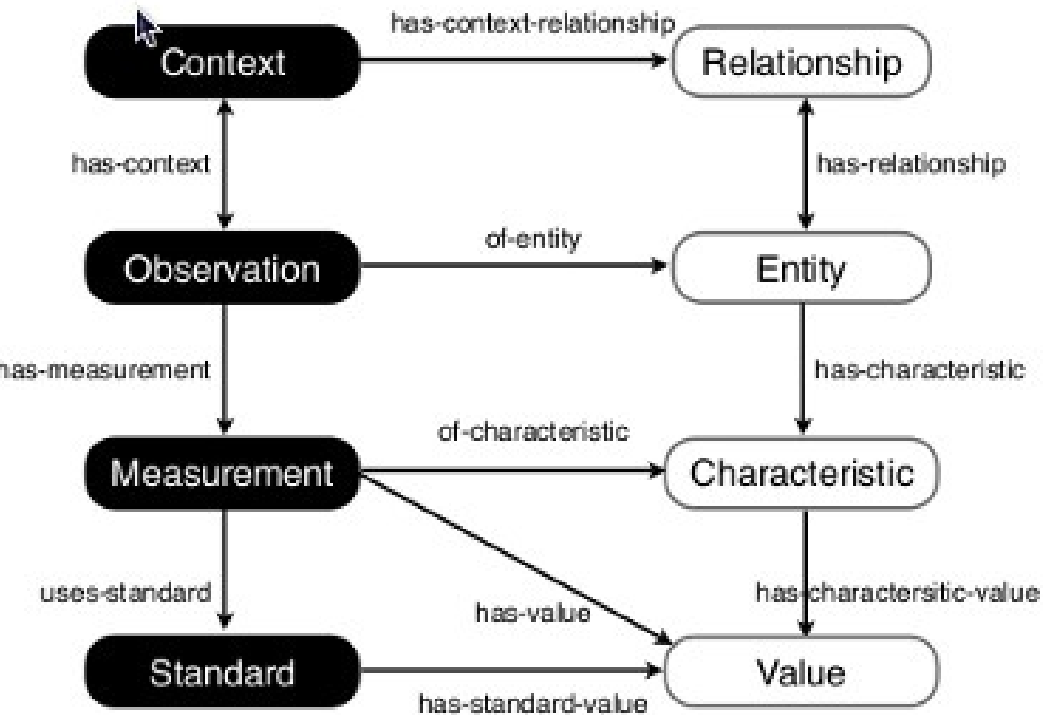 has-context-relationship
Context
Relationship
has-context
has-relationship
of-entity
Observation
Entity
has-measurement
has-characteristic
of-characteristic
Measurement
Characteristic
uses-standard
has-charactersitic-value
has-value
Standard
Value
has-standard-value